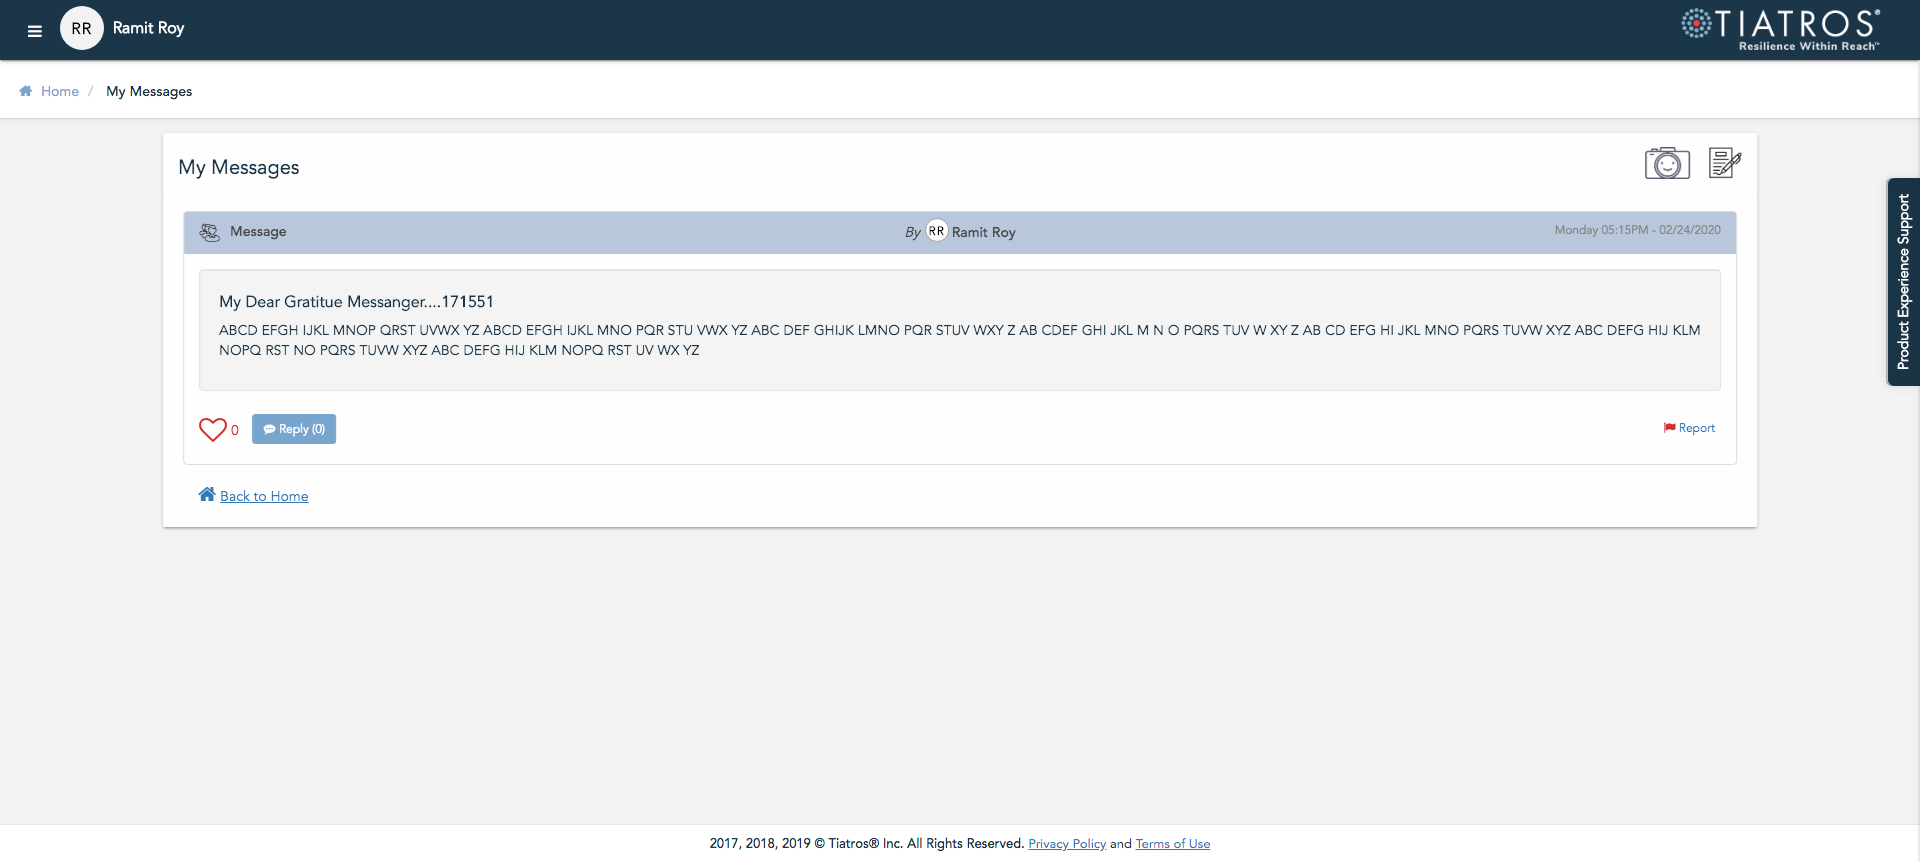 RR Ramit Roy
TIATROS®
Resilience Within Reach™
Home / My Messages
My Messages
Message
By RR Ramit Roy
Monday 05:15PM - 02/24/2020
My Dear Gratitue Messanger....171551
ABCD EFGH IJKL MNOP QRST UVWX YZ ABCD EFGH IJKL MNO PQR STU VWX YZ ABC DEF GHIJK LMNO PQR STUV WXY Z AB CDEF GHI JKL M N O PQRS TUV W XY Z AB CD EFG HI JKL MNO PQRS TUVW XYZ ABC DEFG HIJ KLM
NOPQ RST NO PQRS TUVW XYZ ABC DEFG HIJ KLM NOPQ RST UV WX YZ
0
Reply (0)
Report
Back to Home
Product Experience Support
2017, 2018, 2019 © Tiatros® Inc. All Rights Reserved. Privacy Policy and Terms of Use